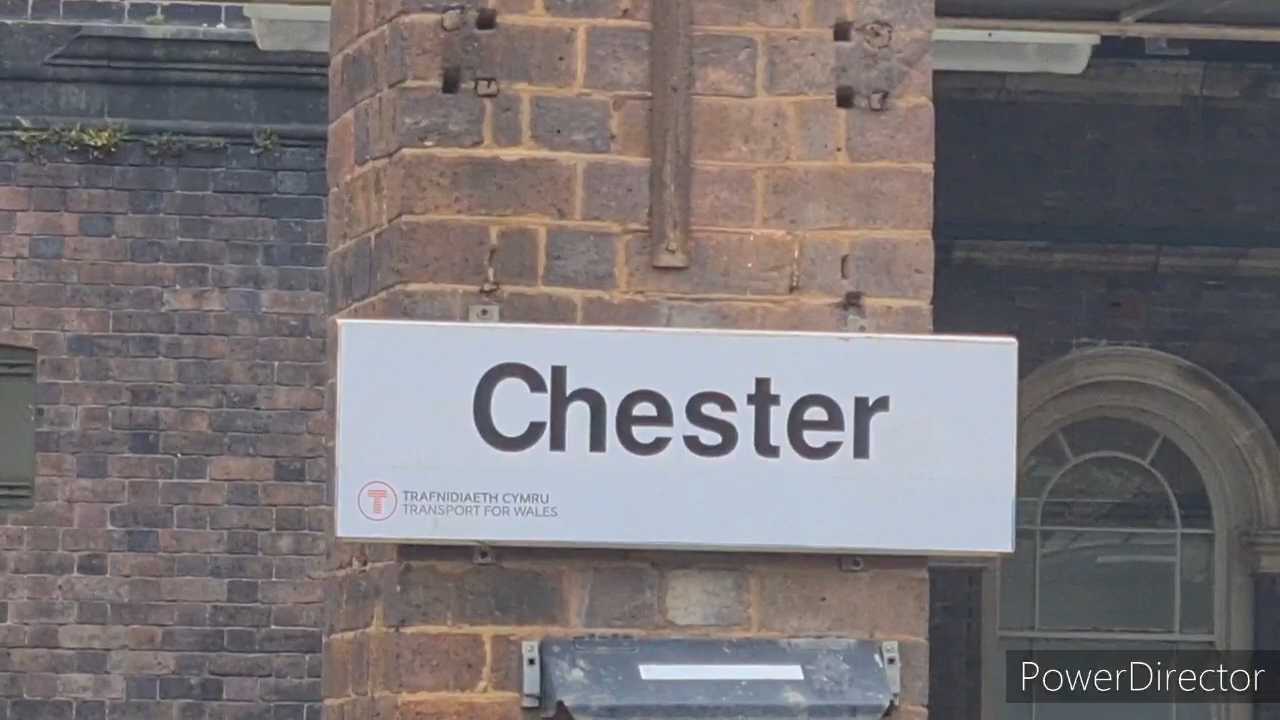 Chester
TRAFNIDIAETH CYMRU
TRANSPORT FOR WALES
PowerDirector